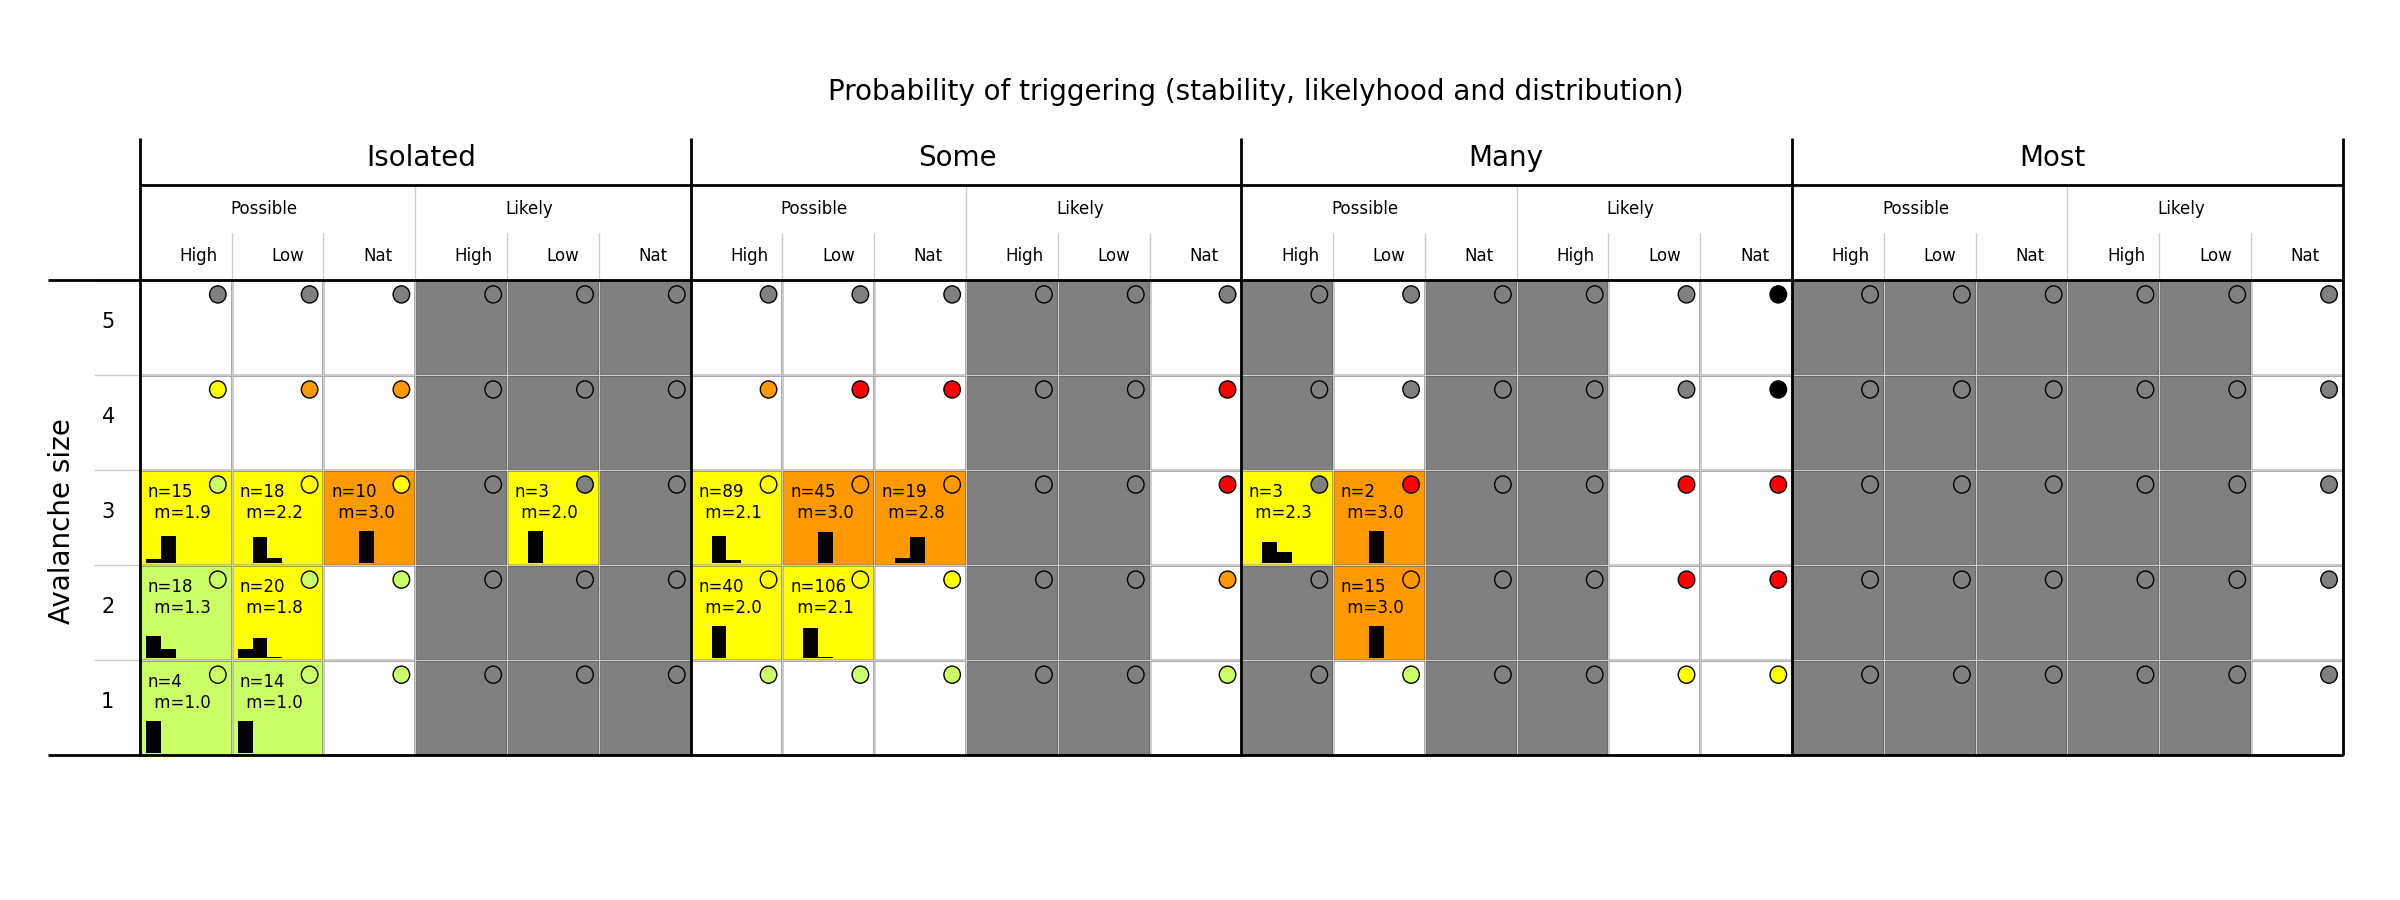 Probability of triggering (stability, likelyhood and distribution)
Isolated Some Many Most
Possible Likely Possible Likely Possible Likely Possible Likely
High Low Nat High Low Nat High Low Nat High Low Nat High Low Nat High Low Nat High Low Nat High Low Nat
Avalanche size
5
4
3
n=15 n=18 n=10 n=3 n=89 n=45 n=19 n=3 n=2
m=1.9 m=2.2 m=3.0 m=2.0 m=2.1 m=3.0 m=2.8 m=2.3 m=3.0
2
n=18 n=20 n=40 n=106 n=15
m=1.3 m=1.8 m=2.0 m=2.1 m=3.0
1
n=4 n=14
m=1.0 m=1.0